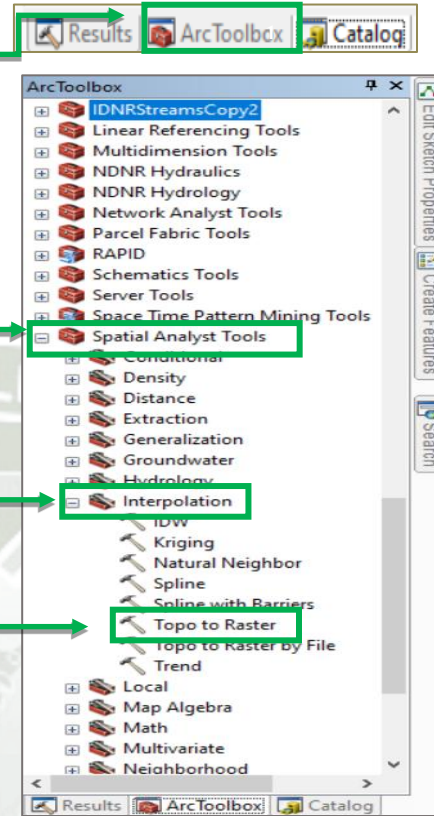 Results ArcToolbox Catalog
ArcToolbox
IDNRStreamsCopy2
Linear Referencing Tools
Multidimension Tools
NDNR Hydraulics
NDNR Hydrology
Network Analyst Tools
Parcel Fabric Tools
RAPID
Schematics Tools
Server Tools
Space Time Pattern Mining Tools
Spatial Analyst Tools
Conditional
Density
Distance
Extraction
Generalization
Groundwater
Hydrology
Interpolation
IDW
Kriging
Natural Neighbor
Spline
Spline with Barriers
Topo to Raster
Topo to Raster by File
Trend
Local
Map Algebra
Math
Multivariate
Neighborhood
Results ArcToolbox Catalog
Edit Sketch Properties
Create Features
Search